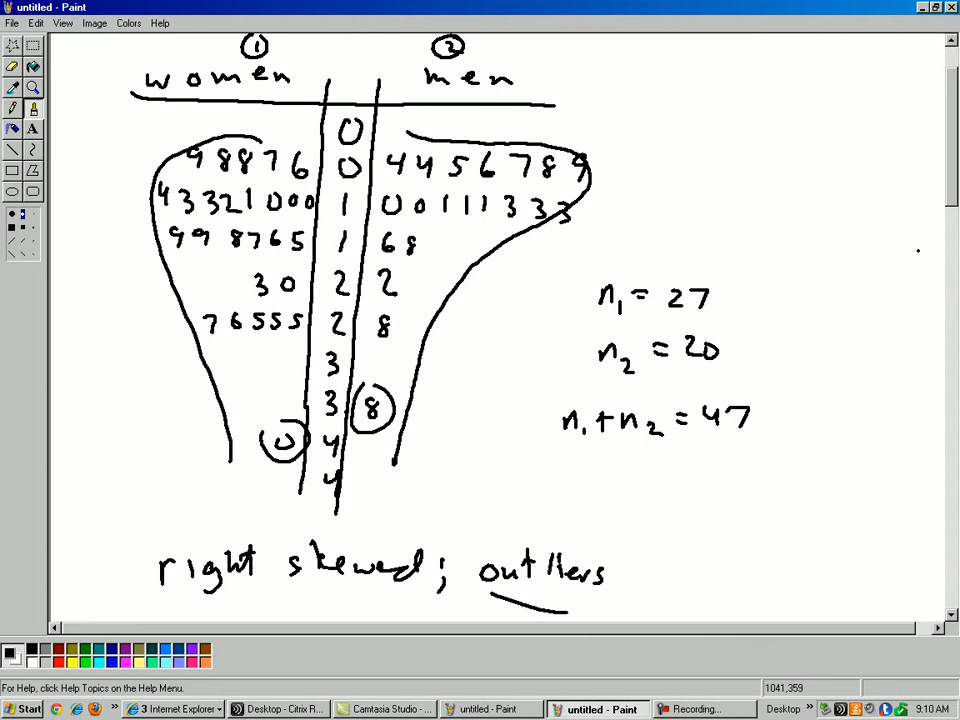 untitled - Paint
File Edit View Image Colors Help
① ②
women men
0
9 8 8 7 6 0 4 4 5 6 7 8 9
4 3 3 2 1 0 0 0 1 0 0 1 1 1 3 3 3
9 9 8 7 6 5 1 6 8
3 0 2 2
7 6 5 5 5 2 8
3
3 8
0 4
4
n₁ = 27
n₂ = 20
n₁ + n₂ = 47
right skewed; outliers
For Help, click Help Topics on the Help Menu. 1041,359
Start 3 Internet Explorer Desktop - Citrix R... Camtasia Studio - ... untitled - Paint untitled - Paint Recording... Desktop 9:10 AM